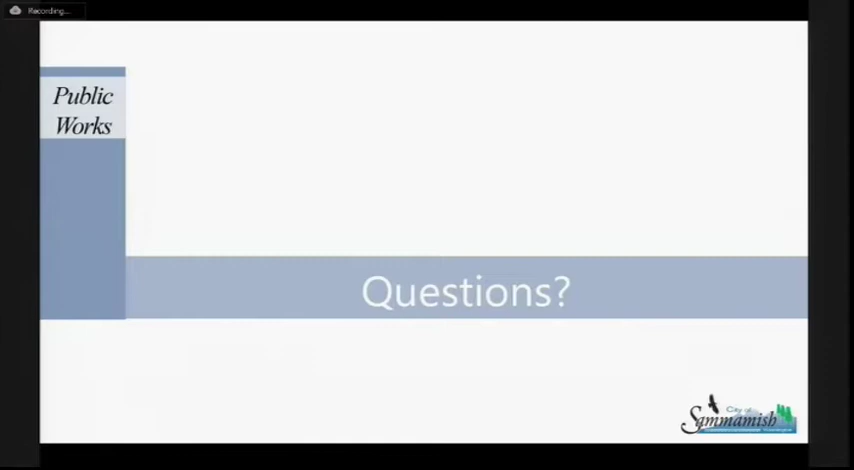 Recording...
Public
Works
Questions?
City of
Sammamish